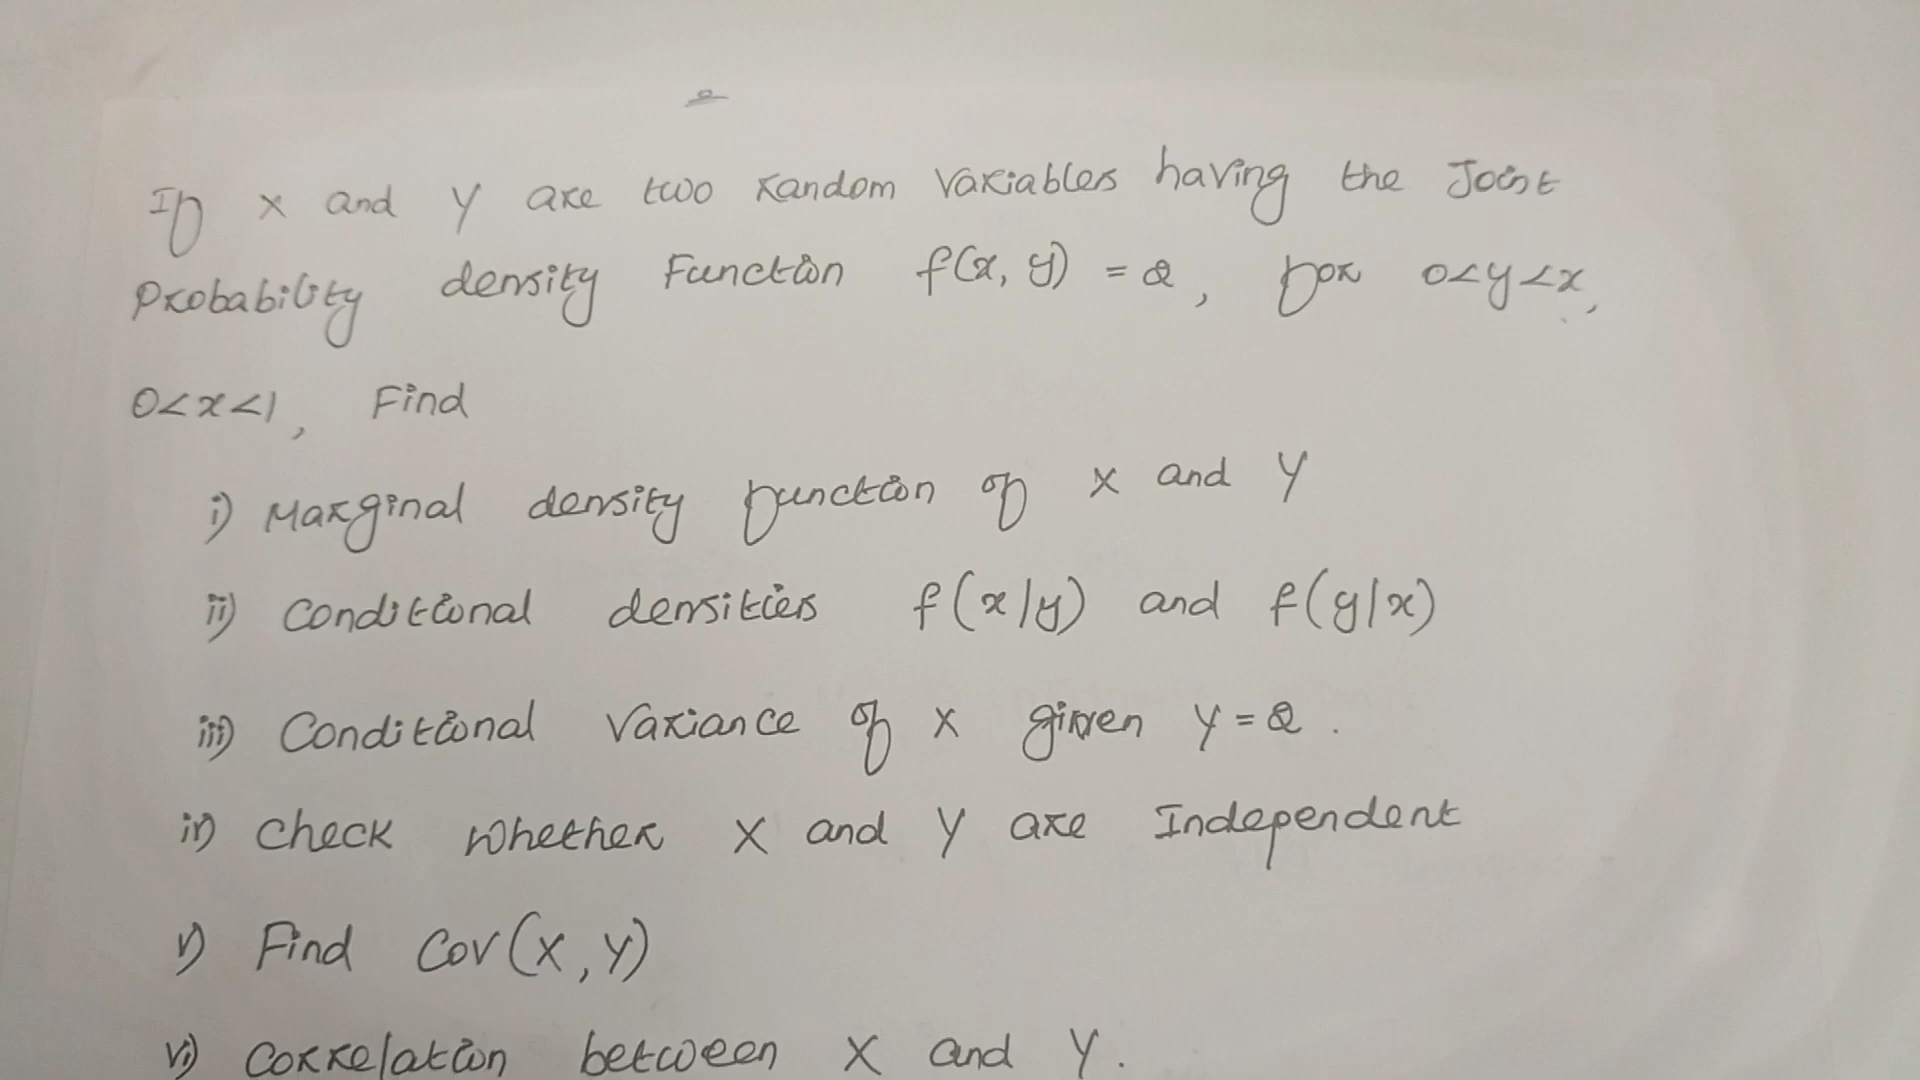 If x and y are two random variables having the Joint
Probability density Function f(x, y) = 2, for 0<y<x,
0<x<1, Find
i) Marginal density function of x and y
ii) Conditional densities f(x/y) and f(y/x)
iii) Conditional Variance of x given y = 2.
iv) Check whether X and Y are Independent
v) Find Cov(X, Y)
vi) Correlation between X and Y.